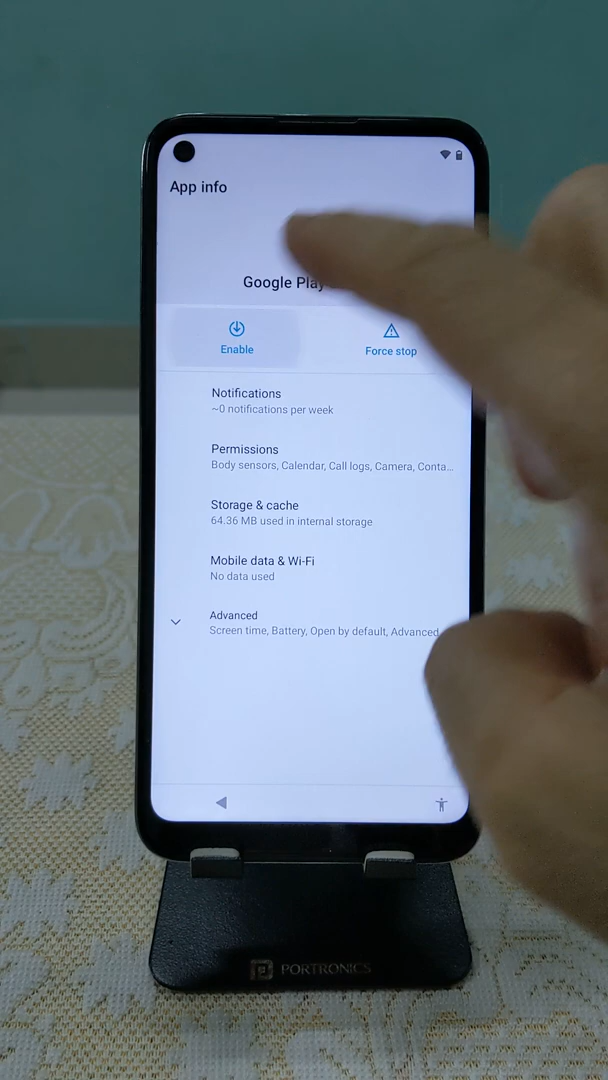 App info
Google Play
Enable
Force stop
Notifications
~0 notifications per week
Permissions
Body sensors, Calendar, Call logs, Camera, Conta…
Storage & cache
64.36 MB used in internal storage
Mobile data & Wi-Fi
No data used
Advanced
Screen time, Battery, Open by default, Advanced
PORTRONICS